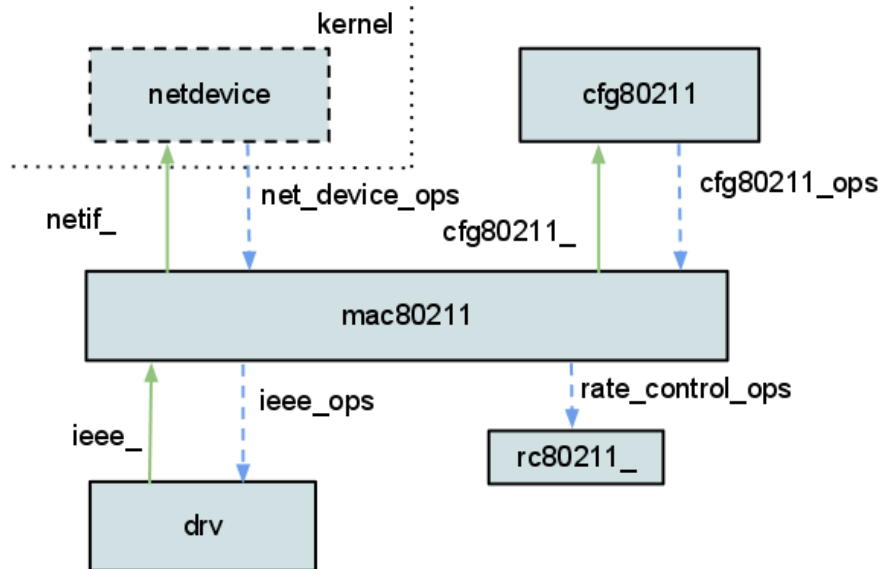 kernel
netdevice
cfg80211
netif_
net_device_ops
cfg80211_
cfg80211_ops
mac80211
ieee_
ieee_ops
rate_control_ops
rc80211_
drv